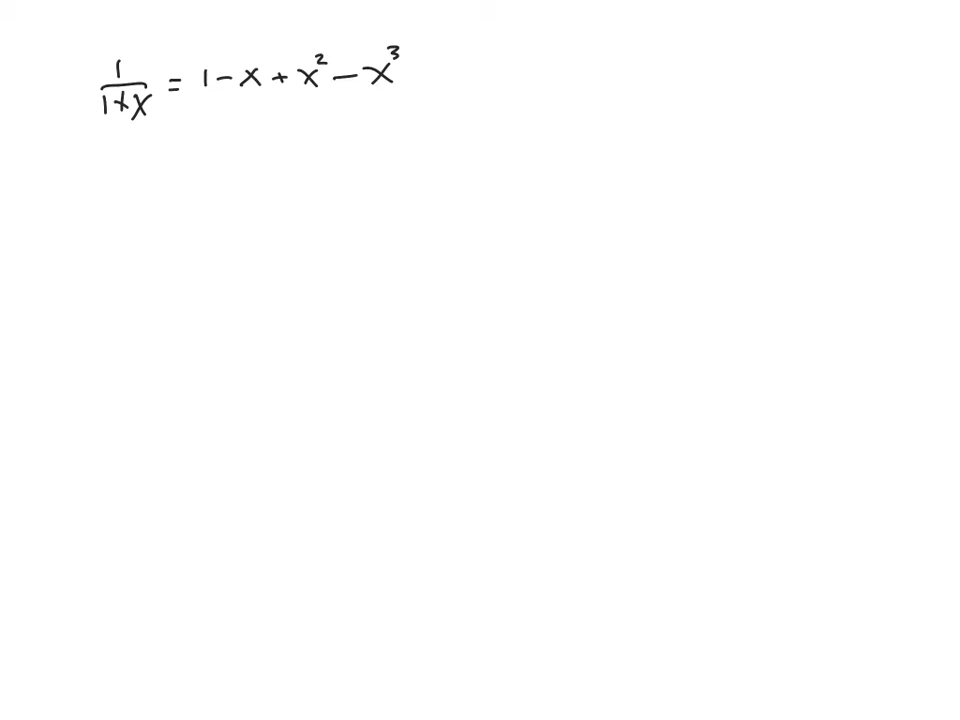 1/(1+x) = 1 - x + x² - x³